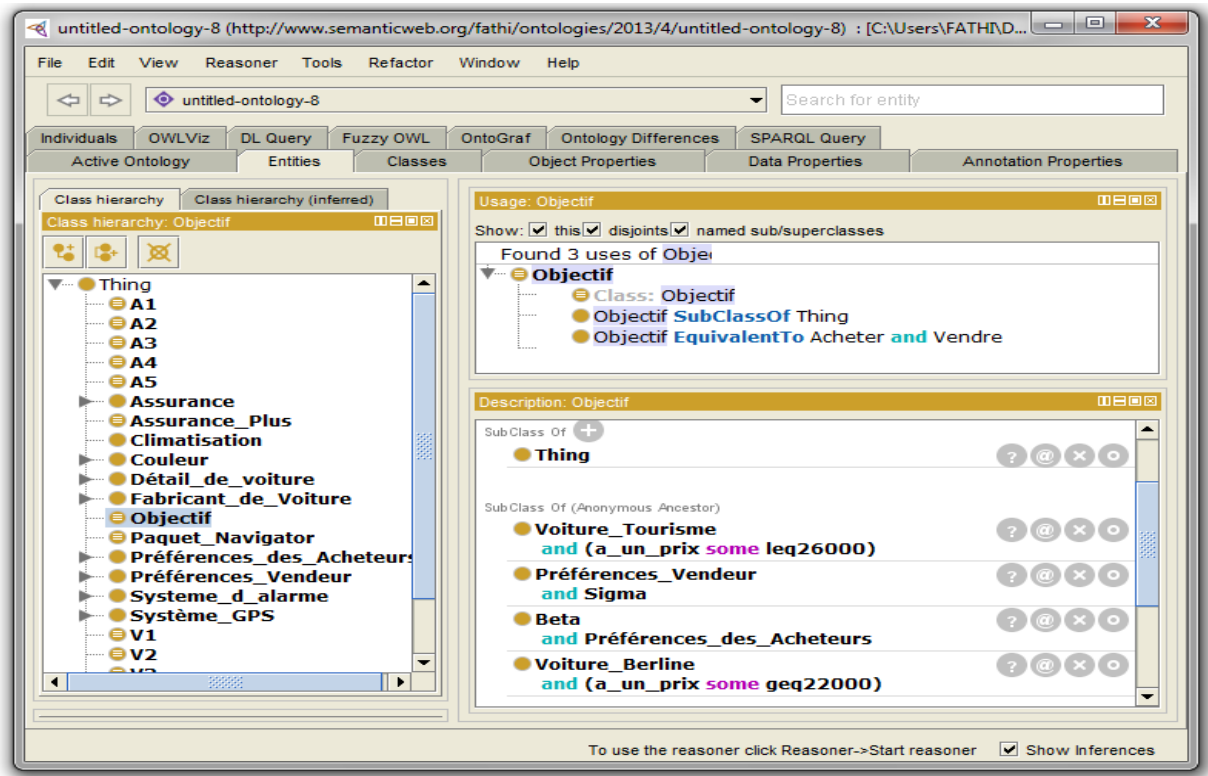 untitled-ontology-8 (http://www.semanticweb.org/fathi/ontologies/2013/4/untitled-ontology-8) : [C:\Users\FATHI\D...
File Edit View Reasoner Tools Refactor Window Help
untitled-ontology-8
Search for entity
Individuals OWLViz DL Query Fuzzy OWL OntoGraf Ontology Differences SPARQL Query
Active Ontology Entities Classes Object Properties Data Properties Annotation Properties
Class hierarchy Class hierarchy (inferred)
Class hierarchy: Objectif
Thing
A1
A2
A3
A4
A5
Assurance
Assurance_Plus
Climatisation
Couleur
Détail_de_voiture
Fabricant_de_Voiture
Objectif
Paquet_Navigator
Préférences_des_Acheteurs
Préférences_Vendeur
Systeme_d_alarme
Système_GPS
V1
V2
Usage: Objectif
Show: this disjoints named sub/superclasses
Found 3 uses of Objec
Objectif
Class: Objectif
Objectif SubClassOf Thing
Objectif EquivalentTo Acheter and Vendre
Description: Objectif
SubClass Of
Thing
SubClass Of (Anonymous Ancestor)
Voiture_Tourisme
and (a_un_prix some leq26000)
Préférences_Vendeur
and Sigma
Beta
and Préférences_des_Acheteurs
Voiture_Berline
and (a_un_prix some geq22000)
To use the reasoner click Reasoner->Start reasoner Show Inferences